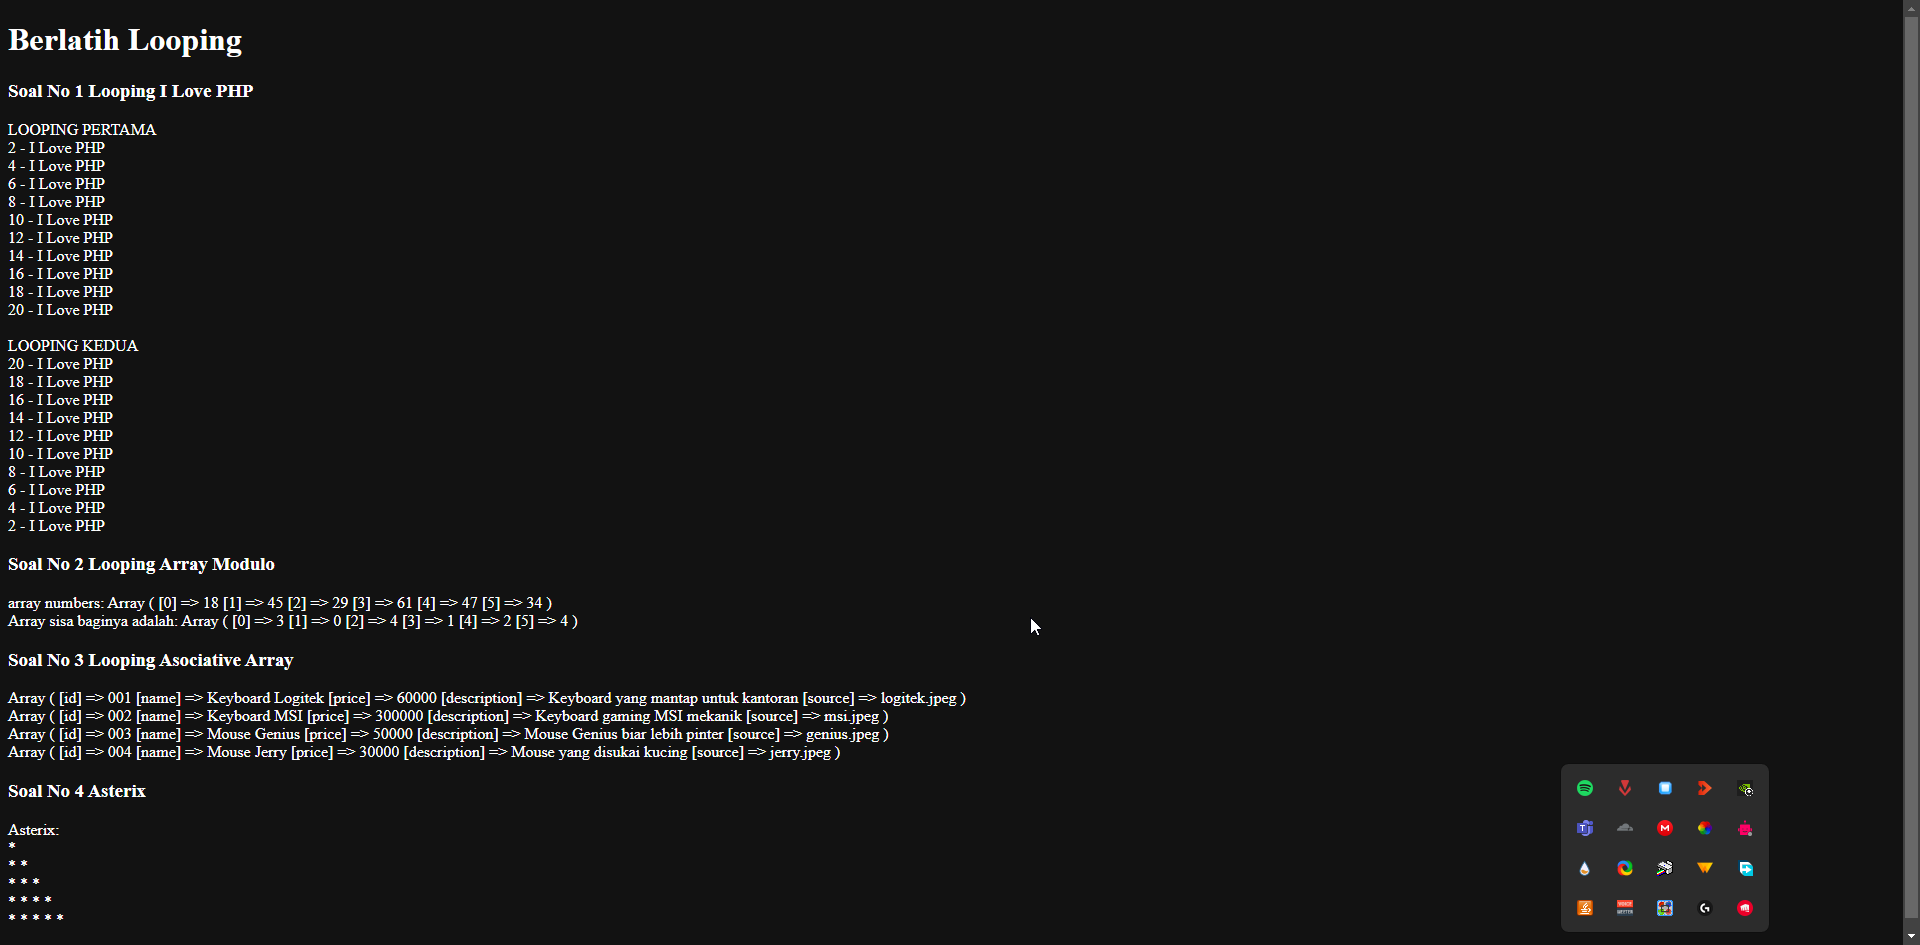 Berlatih Looping
Soal No 1 Looping I Love PHP
LOOPING PERTAMA
2 - I Love PHP
4 - I Love PHP
6 - I Love PHP
8 - I Love PHP
10 - I Love PHP
12 - I Love PHP
14 - I Love PHP
16 - I Love PHP
18 - I Love PHP
20 - I Love PHP
LOOPING KEDUA
20 - I Love PHP
18 - I Love PHP
16 - I Love PHP
14 - I Love PHP
12 - I Love PHP
10 - I Love PHP
8 - I Love PHP
6 - I Love PHP
4 - I Love PHP
2 - I Love PHP
Soal No 2 Looping Array Modulo
array numbers: Array ( [0] => 18 [1] => 45 [2] => 29 [3] => 61 [4] => 47 [5] => 34 )
Array sisa baginya adalah: Array ( [0] => 3 [1] => 0 [2] => 4 [3] => 1 [4] => 2 [5] => 4 )
Soal No 3 Looping Asociative Array
Array ( [id] => 001 [name] => Keyboard Logitek [price] => 60000 [description] => Keyboard yang mantap untuk kantoran [source] => logitek.jpeg )
Array ( [id] => 002 [name] => Keyboard MSI [price] => 300000 [description] => Keyboard gaming MSI mekanik [source] => msi.jpeg )
Array ( [id] => 003 [name] => Mouse Genius [price] => 50000 [description] => Mouse Genius biar lebih pinter [source] => genius.jpeg )
Array ( [id] => 004 [name] => Mouse Jerry [price] => 30000 [description] => Mouse yang disukai kucing [source] => jerry.jpeg )
Soal No 4 Asterix
Asterix:
*
* *
* * *
* * * *
* * * * *